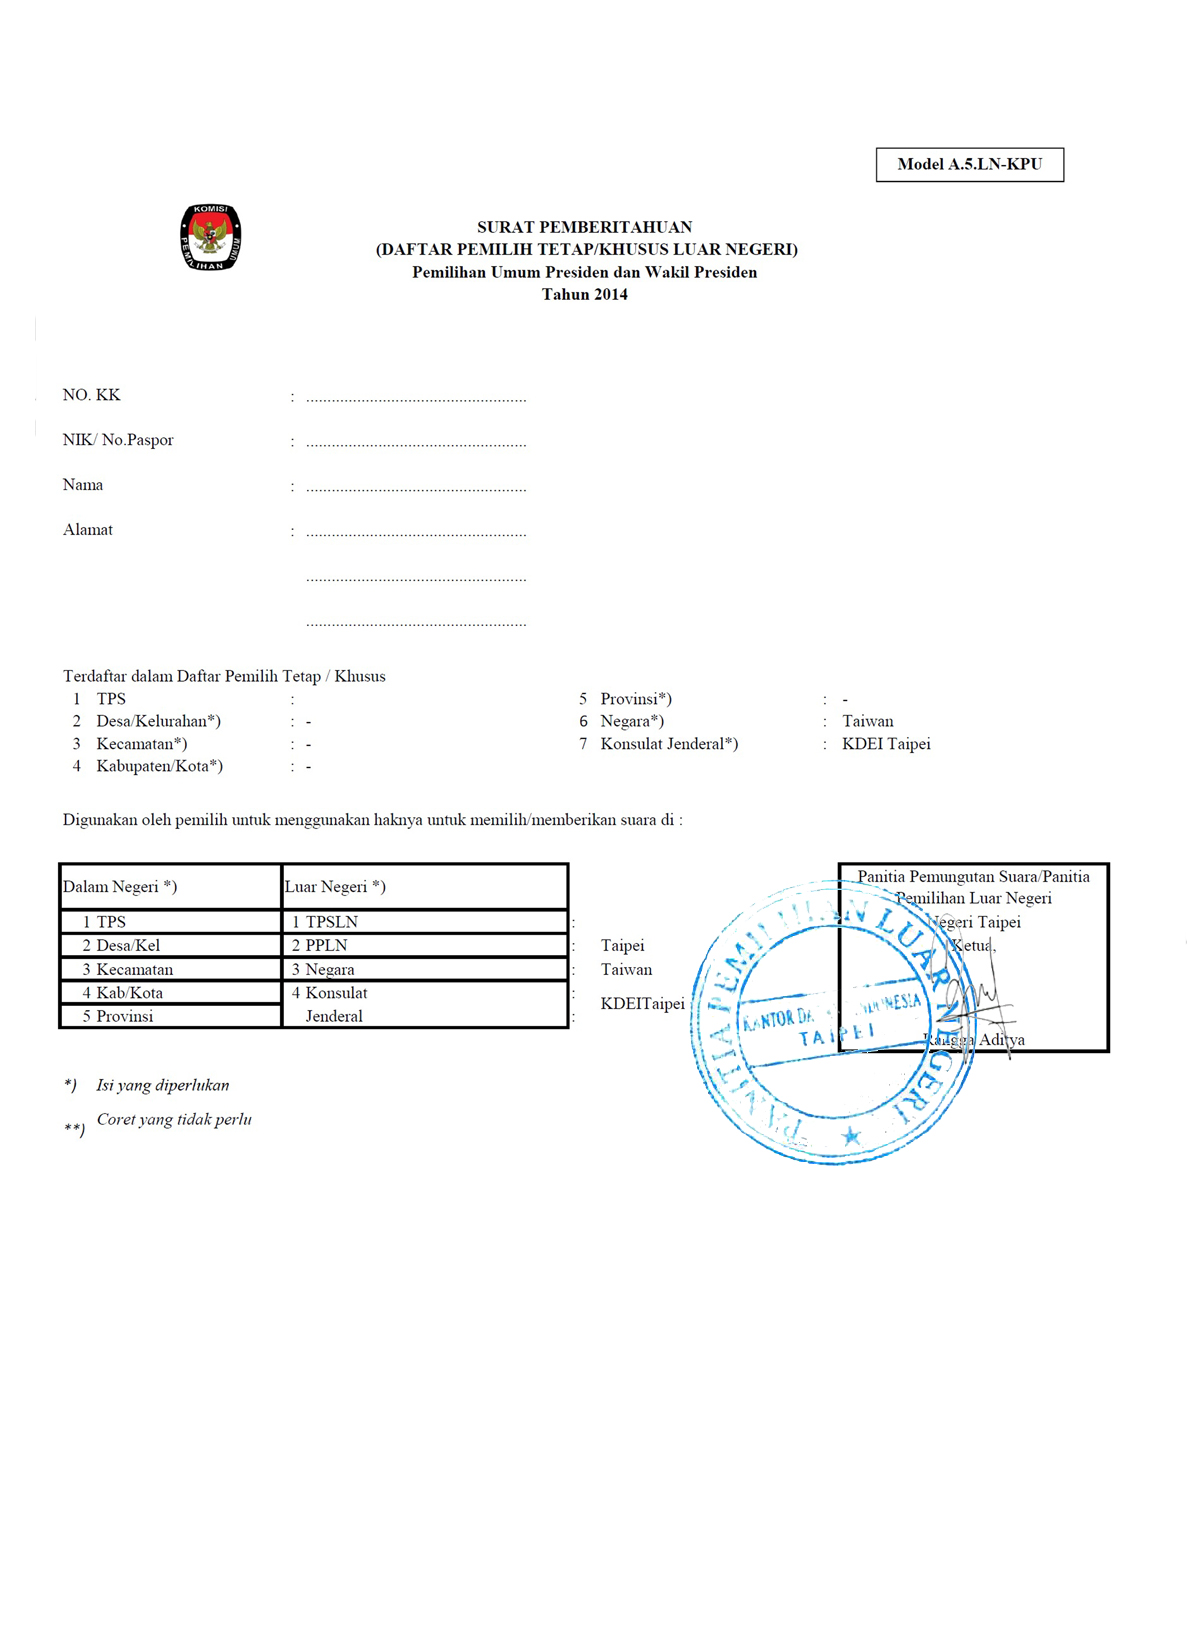 Model A.5.LN-KPU
KOMISI
PEMILIHAN UMUM
SURAT PEMBERITAHUAN
(DAFTAR PEMILIH TETAP/KHUSUS LUAR NEGERI)
Pemilihan Umum Presiden dan Wakil Presiden
Tahun 2014
NO. KK : ....................................................
NIK/ No.Paspor : ....................................................
Nama : ....................................................
Alamat : ....................................................
....................................................
....................................................
Terdaftar dalam Daftar Pemilih Tetap / Khusus
1 TPS : 5 Provinsi*) : -
2 Desa/Kelurahan*) : - 6 Negara*) : Taiwan
3 Kecamatan*) : - 7 Konsulat Jenderal*) : KDEI Taipei
4 Kabupaten/Kota*) : -
Digunakan oleh pemilih untuk menggunakan haknya untuk memilih/memberikan suara di :
Dalam Negeri *) Luar Negeri *)
1 TPS 1 TPSLN :
2 Desa/Kel 2 PPLN : Taipei
3 Kecamatan 3 Negara : Taiwan
4 Kab/Kota 4 Konsulat : KDEITaipei
5 Provinsi Jenderal :
Panitia Pemungutan Suara/Panitia
Pemilihan Luar Negeri
Negeri Taipei
Ketua,
Rangga Aditya
PANITIA PEMILIHAN LUAR NEGERI
KANTOR DA INDONESIA
TAIPEI
*) Isi yang diperlukan
**) Coret yang tidak perlu